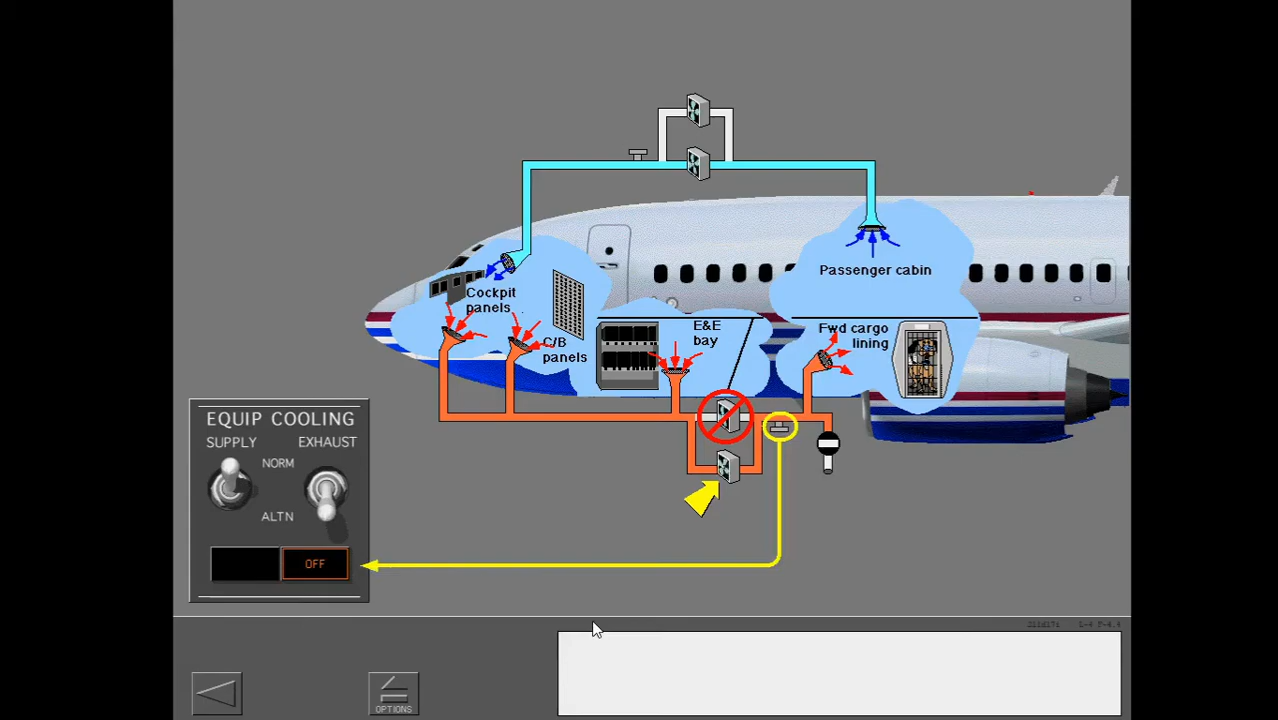 Passenger cabin
Cockpit
panels
C/B
panels
E&E
bay
Fwd cargo
lining
EQUIP COOLING
SUPPLY
EXHAUST
NORM
ALTN
OFF
OPTIONS